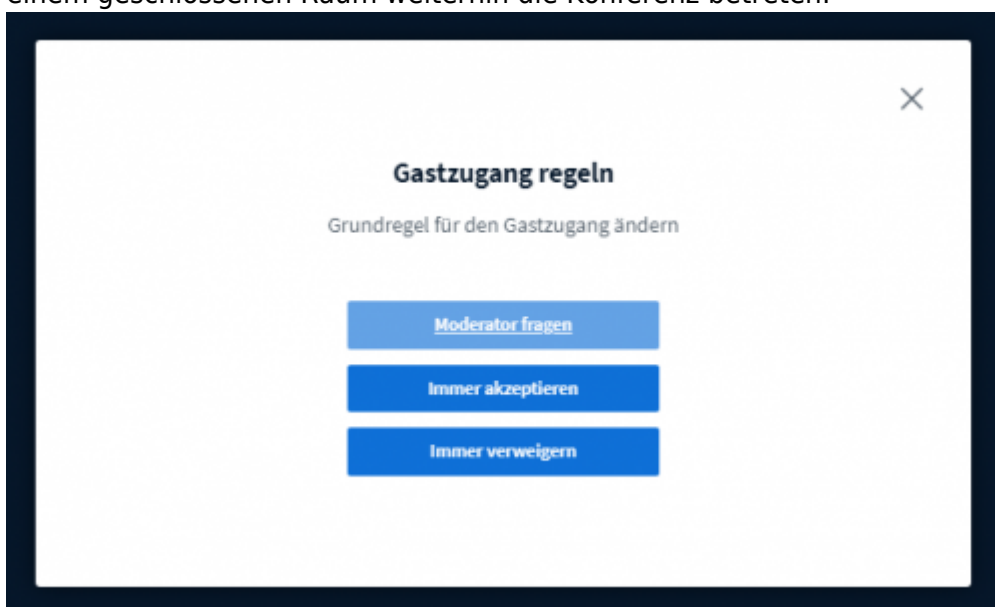 einem geschlossenen Raum weiterhin die Konferenz betreten.
Gastzugang regeln
Grundregel für den Gastzugang ändern
Moderator fragen
Immer akzeptieren
Immer verweigern